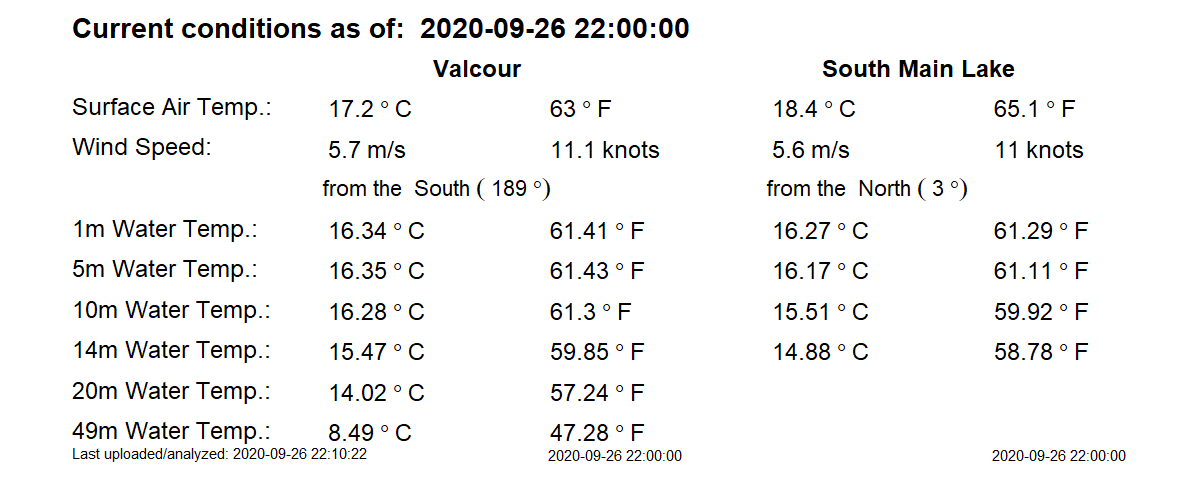 Current conditions as of: 2020-09-26 22:00:00
Valcour South Main Lake
Surface Air Temp.: 17.2 ° C 63 ° F 18.4 ° C 65.1 ° F
Wind Speed: 5.7 m/s 11.1 knots 5.6 m/s 11 knots
from the South ( 189 °) from the North ( 3 °)
1m Water Temp.: 16.34 ° C 61.41 ° F 16.27 ° C 61.29 ° F
5m Water Temp.: 16.35 ° C 61.43 ° F 16.17 ° C 61.11 ° F
10m Water Temp.: 16.28 ° C 61.3 ° F 15.51 ° C 59.92 ° F
14m Water Temp.: 15.47 ° C 59.85 ° F 14.88 ° C 58.78 ° F
20m Water Temp.: 14.02 ° C 57.24 ° F
49m Water Temp.: 8.49 ° C 47.28 ° F
Last uploaded/analyzed: 2020-09-26 22:10:22 2020-09-26 22:00:00 2020-09-26 22:00:00